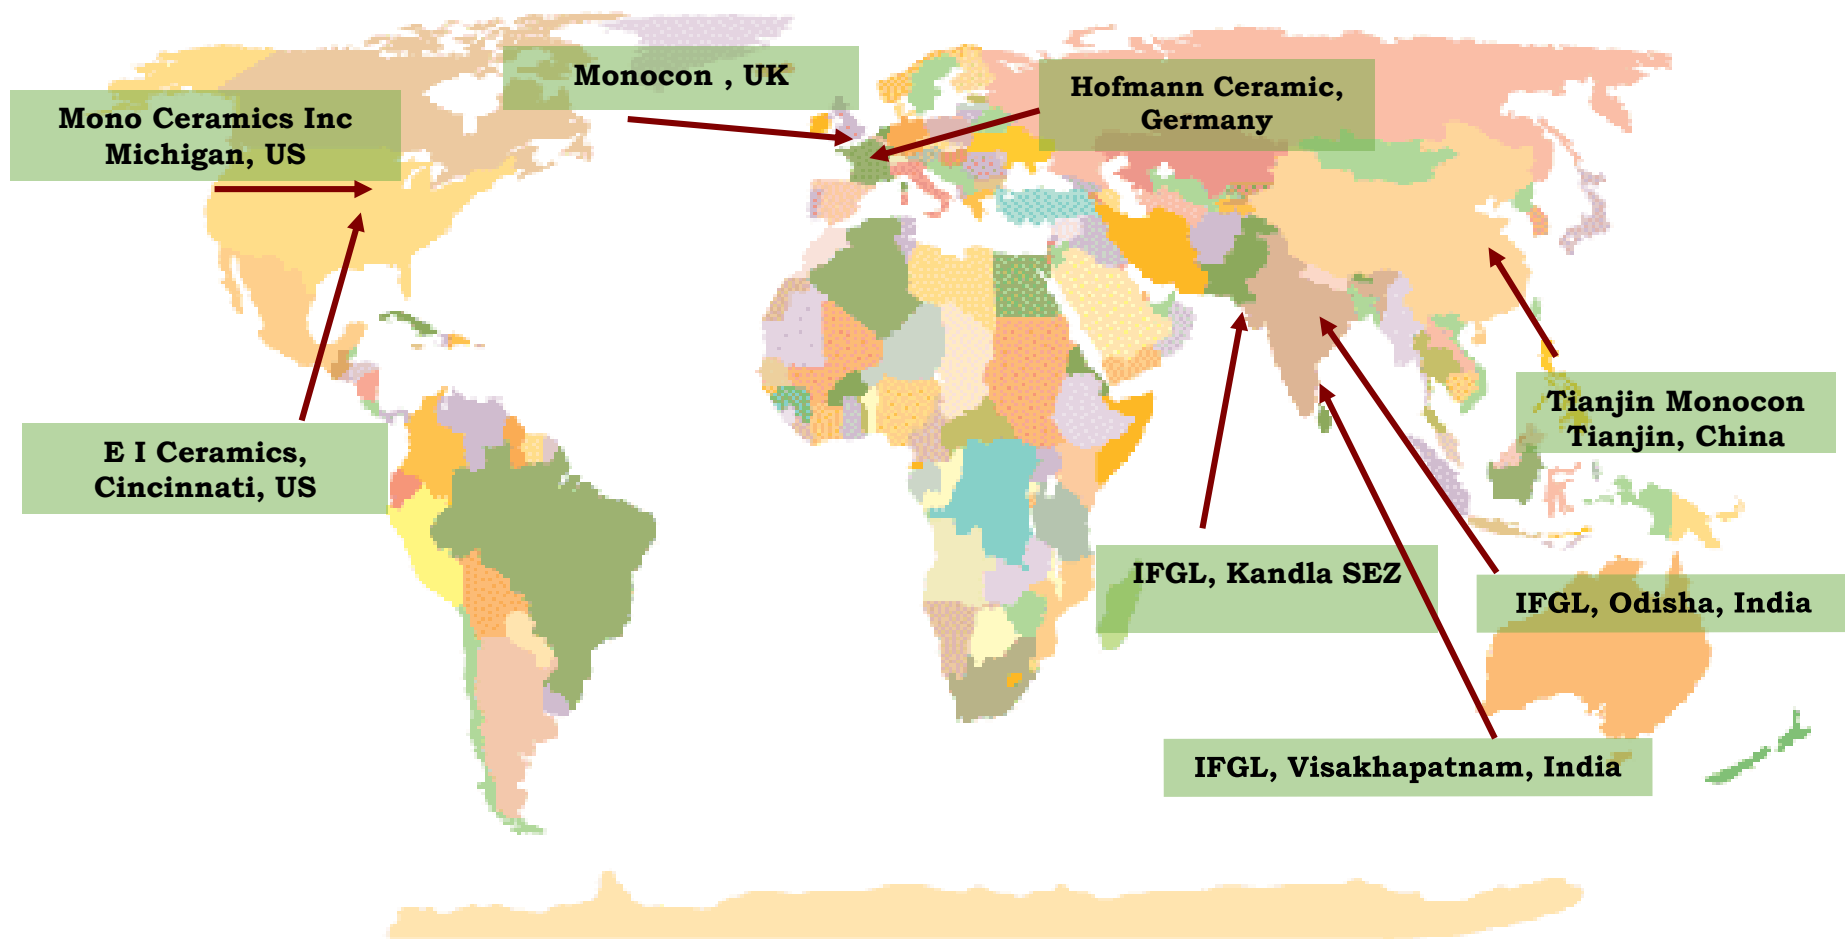 Monocon , UK
Hofmann Ceramic,
Germany
Mono Ceramics Inc
Michigan, US
Tianjin Monocon
Tianjin, China
E I Ceramics,
Cincinnati, US
IFGL, Kandla SEZ
IFGL, Odisha, India
IFGL, Visakhapatnam, India